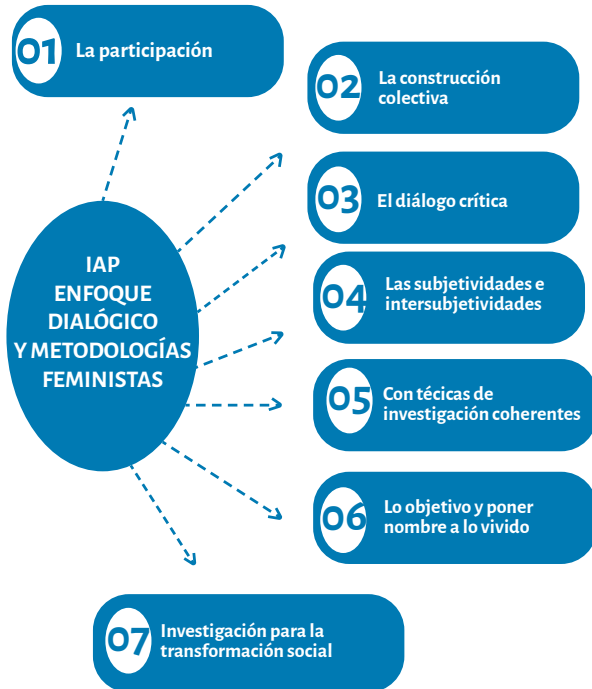 01
La participación
02
La construcción
colectiva
03
El diálogo crítica
04
Las subjetividades e
intersubjetividades
05
Con técicas de
investigación coherentes
06
Lo objetivo y poner
nombre a lo vivido
07
Investigación para la
transformación social
IAP
ENFOQUE
DIALÓGICO
Y METODOLOGÍAS
FEMINISTAS